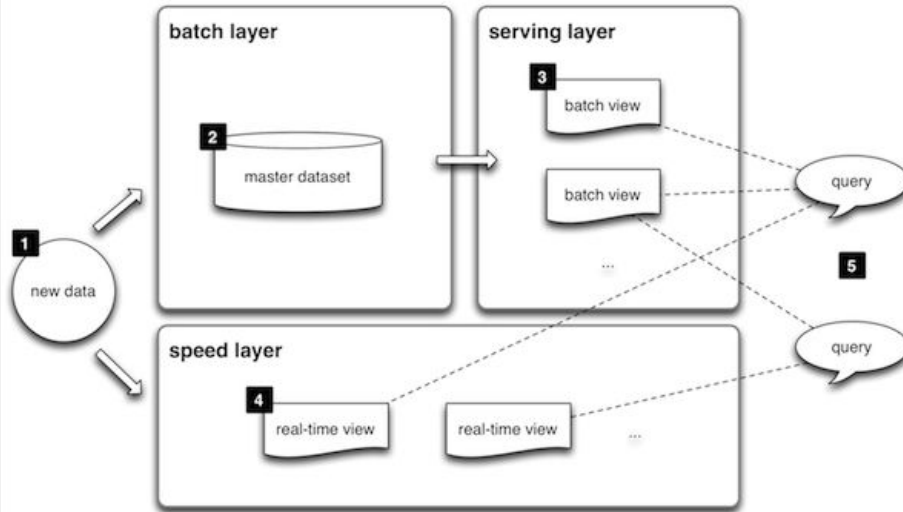 batch layer
serving layer
3
batch view
2
master dataset
query
batch view
1
new data
...
5
speed layer
query
4
real-time view
real-time view
...